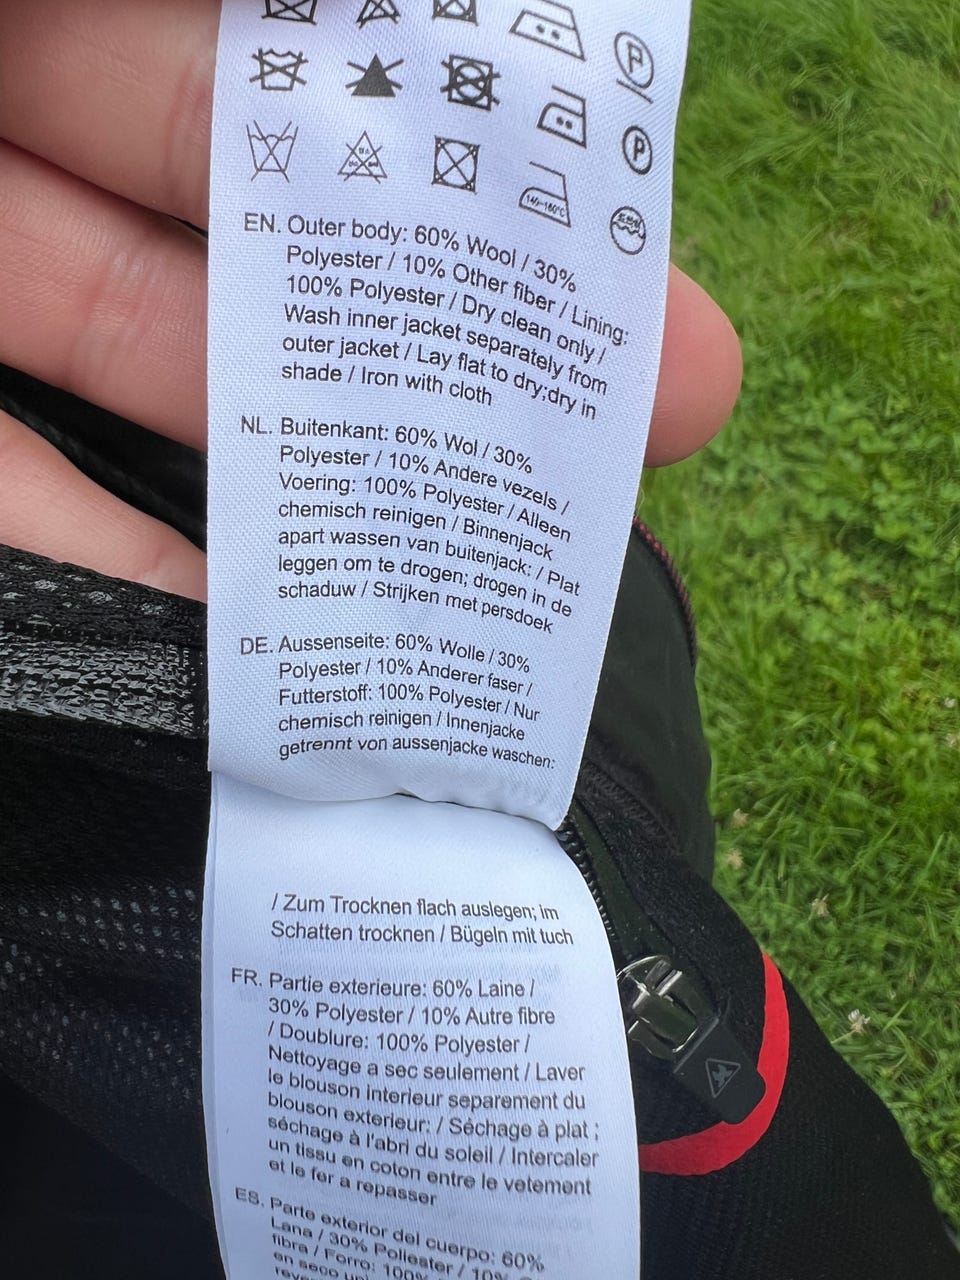 P
P
140-160°C
EN. Outer body: 60% Wool / 30%
Polyester / 10% Other fiber / Lining:
100% Polyester / Dry clean only /
Wash inner jacket separately from
outer jacket / Lay flat to dry;dry in
shade / Iron with cloth
NL. Buitenkant: 60% Wol / 30%
Polyester / 10% Andere vezels /
Voering: 100% Polyester / Alleen
chemisch reinigen / Binnenjack
apart wassen van buitenjack: / Plat
leggen om te drogen; drogen in de
schaduw / Strijken met persdoek
DE. Aussenseite: 60% Wolle / 30%
Polyester / 10% Anderer faser /
Futterstoff: 100% Polyester / Nur
chemisch reinigen / Innenjacke
getrennt von aussenjacke waschen:
/ Zum Trocknen flach auslegen; im
Schatten trocknen / Bügeln mit tuch
FR. Partie exterieure: 60% Laine /
30% Polyester / 10% Autre fibre
/ Doublure: 100% Polyester /
Nettoyage a sec seulement / Laver
le blouson interieur separement du
blouson exterieur: / Séchage à plat ;
séchage à l'abri du soleil / Intercaler
un tissu en coton entre le vetement
et le fer a repasser
ES. Parte exterior del cuerpo: 60%
Lana / 30% Poliester / 10%
fibra / Forro: 100%
en seco